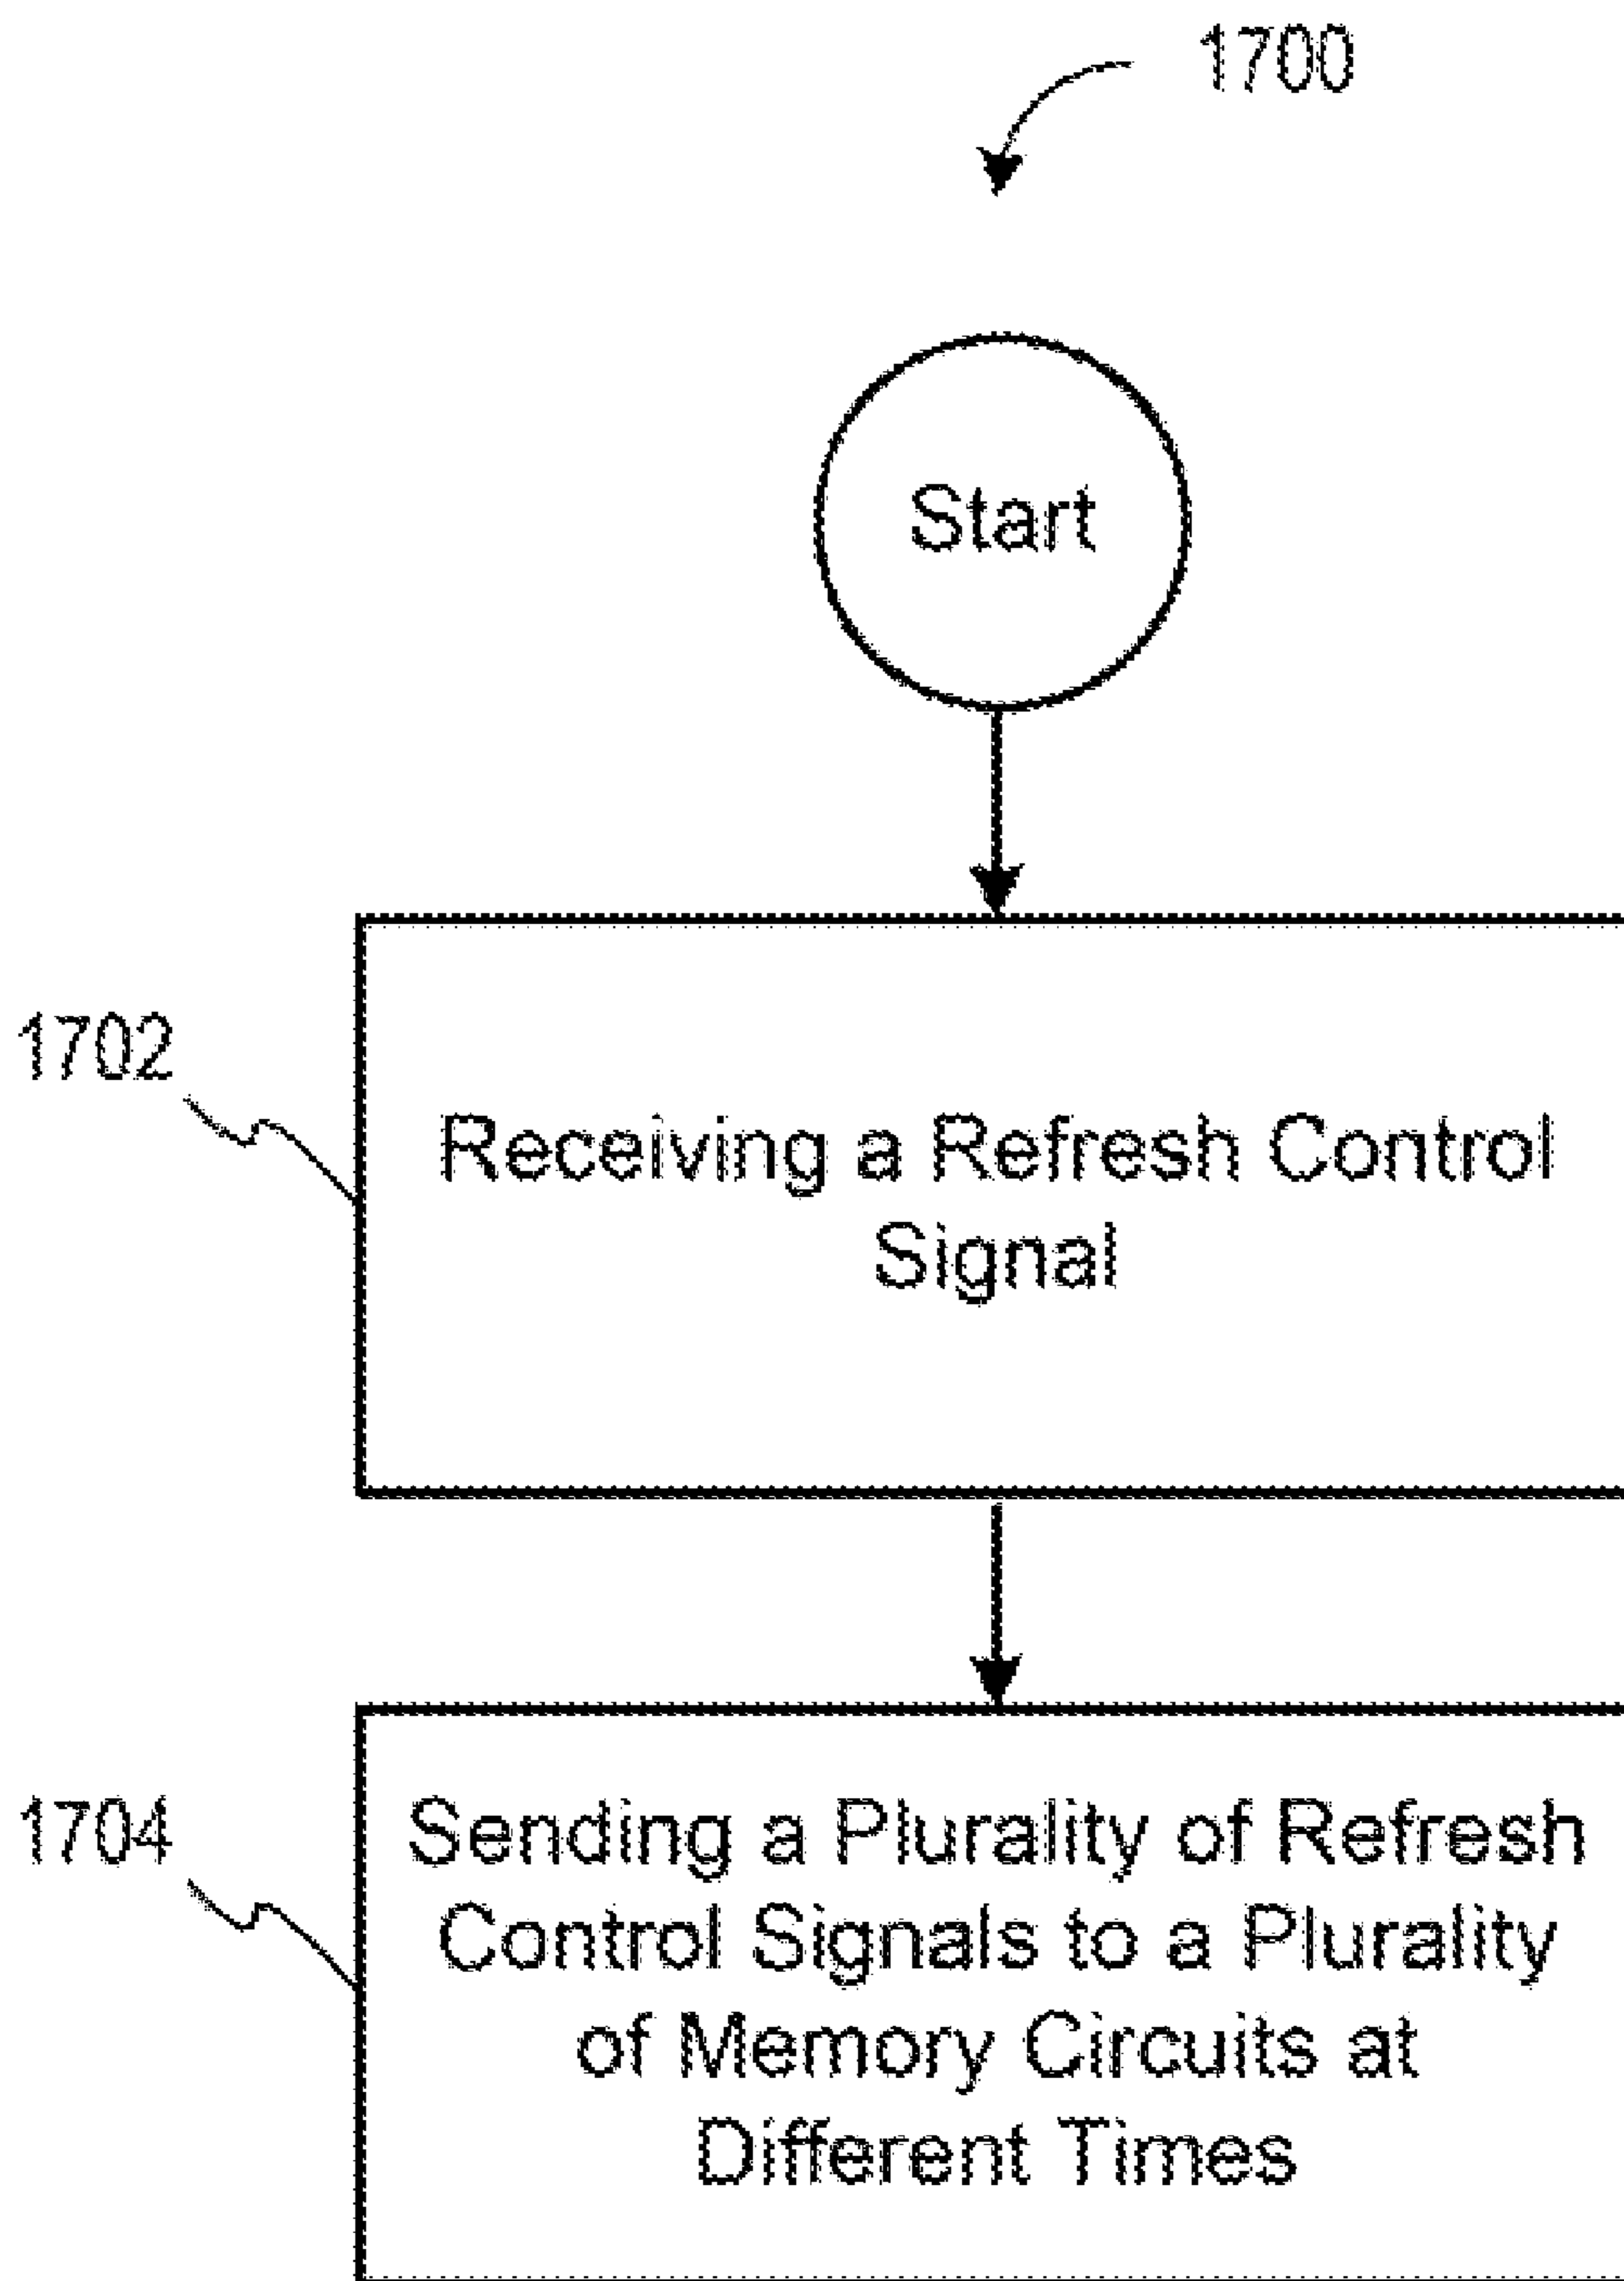 1700
Start
1702
Receiving a Refresh Control
Signal
1704
Sending a Plurality of Refresh
Control Signals to a Plurality
of Memory Circuits at
Different Times